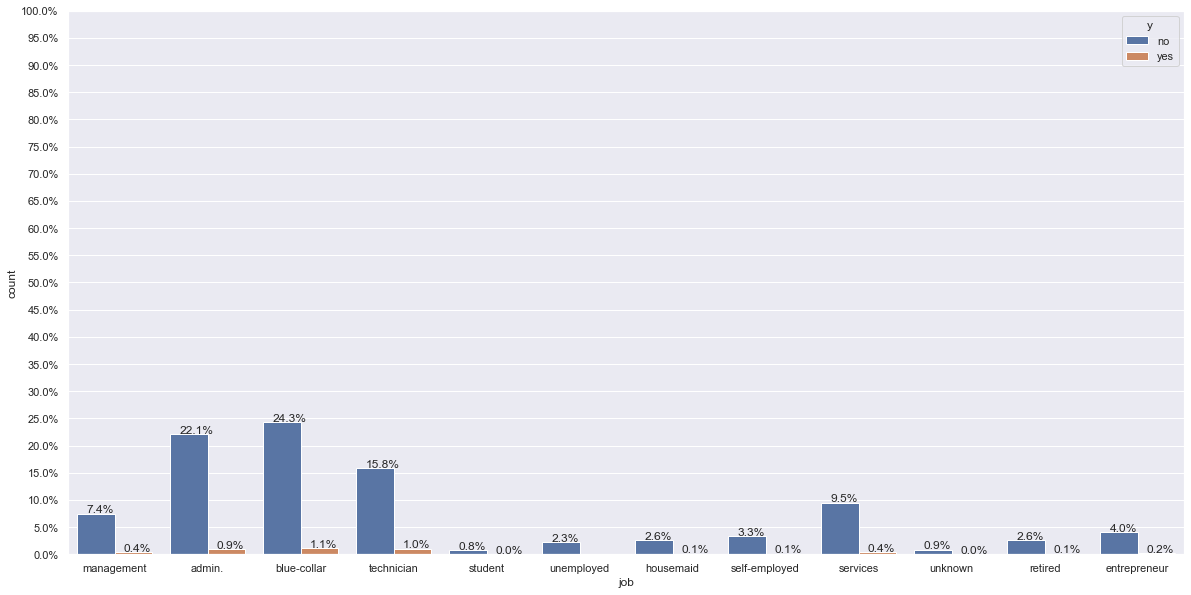 100.0%
95.0%
90.0%
85.0%
80.0%
75.0%
70.0%
65.0%
60.0%
55.0%
50.0%
45.0%
40.0%
35.0%
30.0%
25.0%
20.0%
15.0%
10.0%
5.0%
0.0%
count
y
no
yes
7.4%
0.4%
22.1%
0.9%
24.3%
1.1%
15.8%
1.0%
0.8%
0.0%
2.3%
2.6%
0.1%
3.3%
0.1%
9.5%
0.4%
0.9%
0.0%
2.6%
0.1%
4.0%
0.2%
management
admin.
blue-collar
technician
student
unemployed
housemaid
self-employed
services
unknown
retired
entrepreneur
job